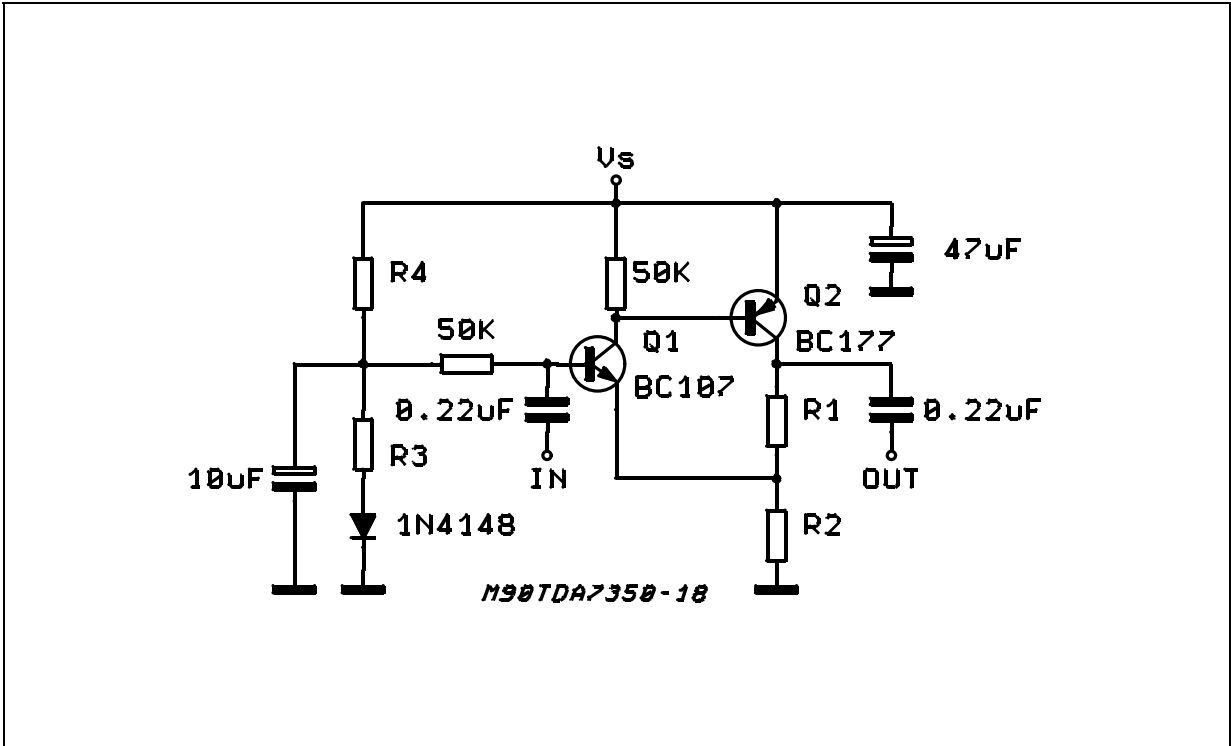 Vs
R4
50K
47uF
Q2
50K
Q1
BC177
BC107
0.22uF
R1
0.22uF
R3
10uF
IN
OUT
1N4148
R2
M90TDA7350-18